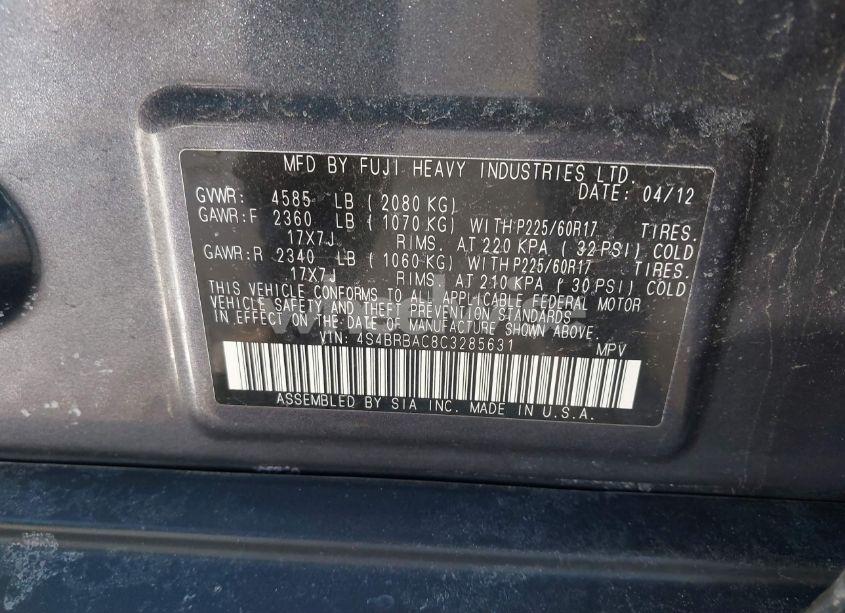 MFD BY FUJI HEAVY INDUSTRIES LTD.
DATE: 04/12
GVWR: 4585 LB (2080 KG)
GAWR:F 2360 LB (1070 KG) WITH P225/60R17 TIRES.
17X7J RIMS. AT 220 KPA (32 PSI) COLD
GAWR:R 2340 LB (1060 KG) WITH P225/60R17 TIRES.
17X7J RIMS. AT 210 KPA (30 PSI) COLD
THIS VEHICLE CONFORMS TO ALL APPLICABLE FEDERAL MOTOR
VEHICLE SAFETY AND THEFT PREVENTION STANDARDS
IN EFFECT ON THE DATE OF MANUFACTURE SHOWN ABOVE.
VIN: 4S4BRBAC8C3285631 MPV
ASSEMBLED BY SIA INC. MADE IN U.S.A.